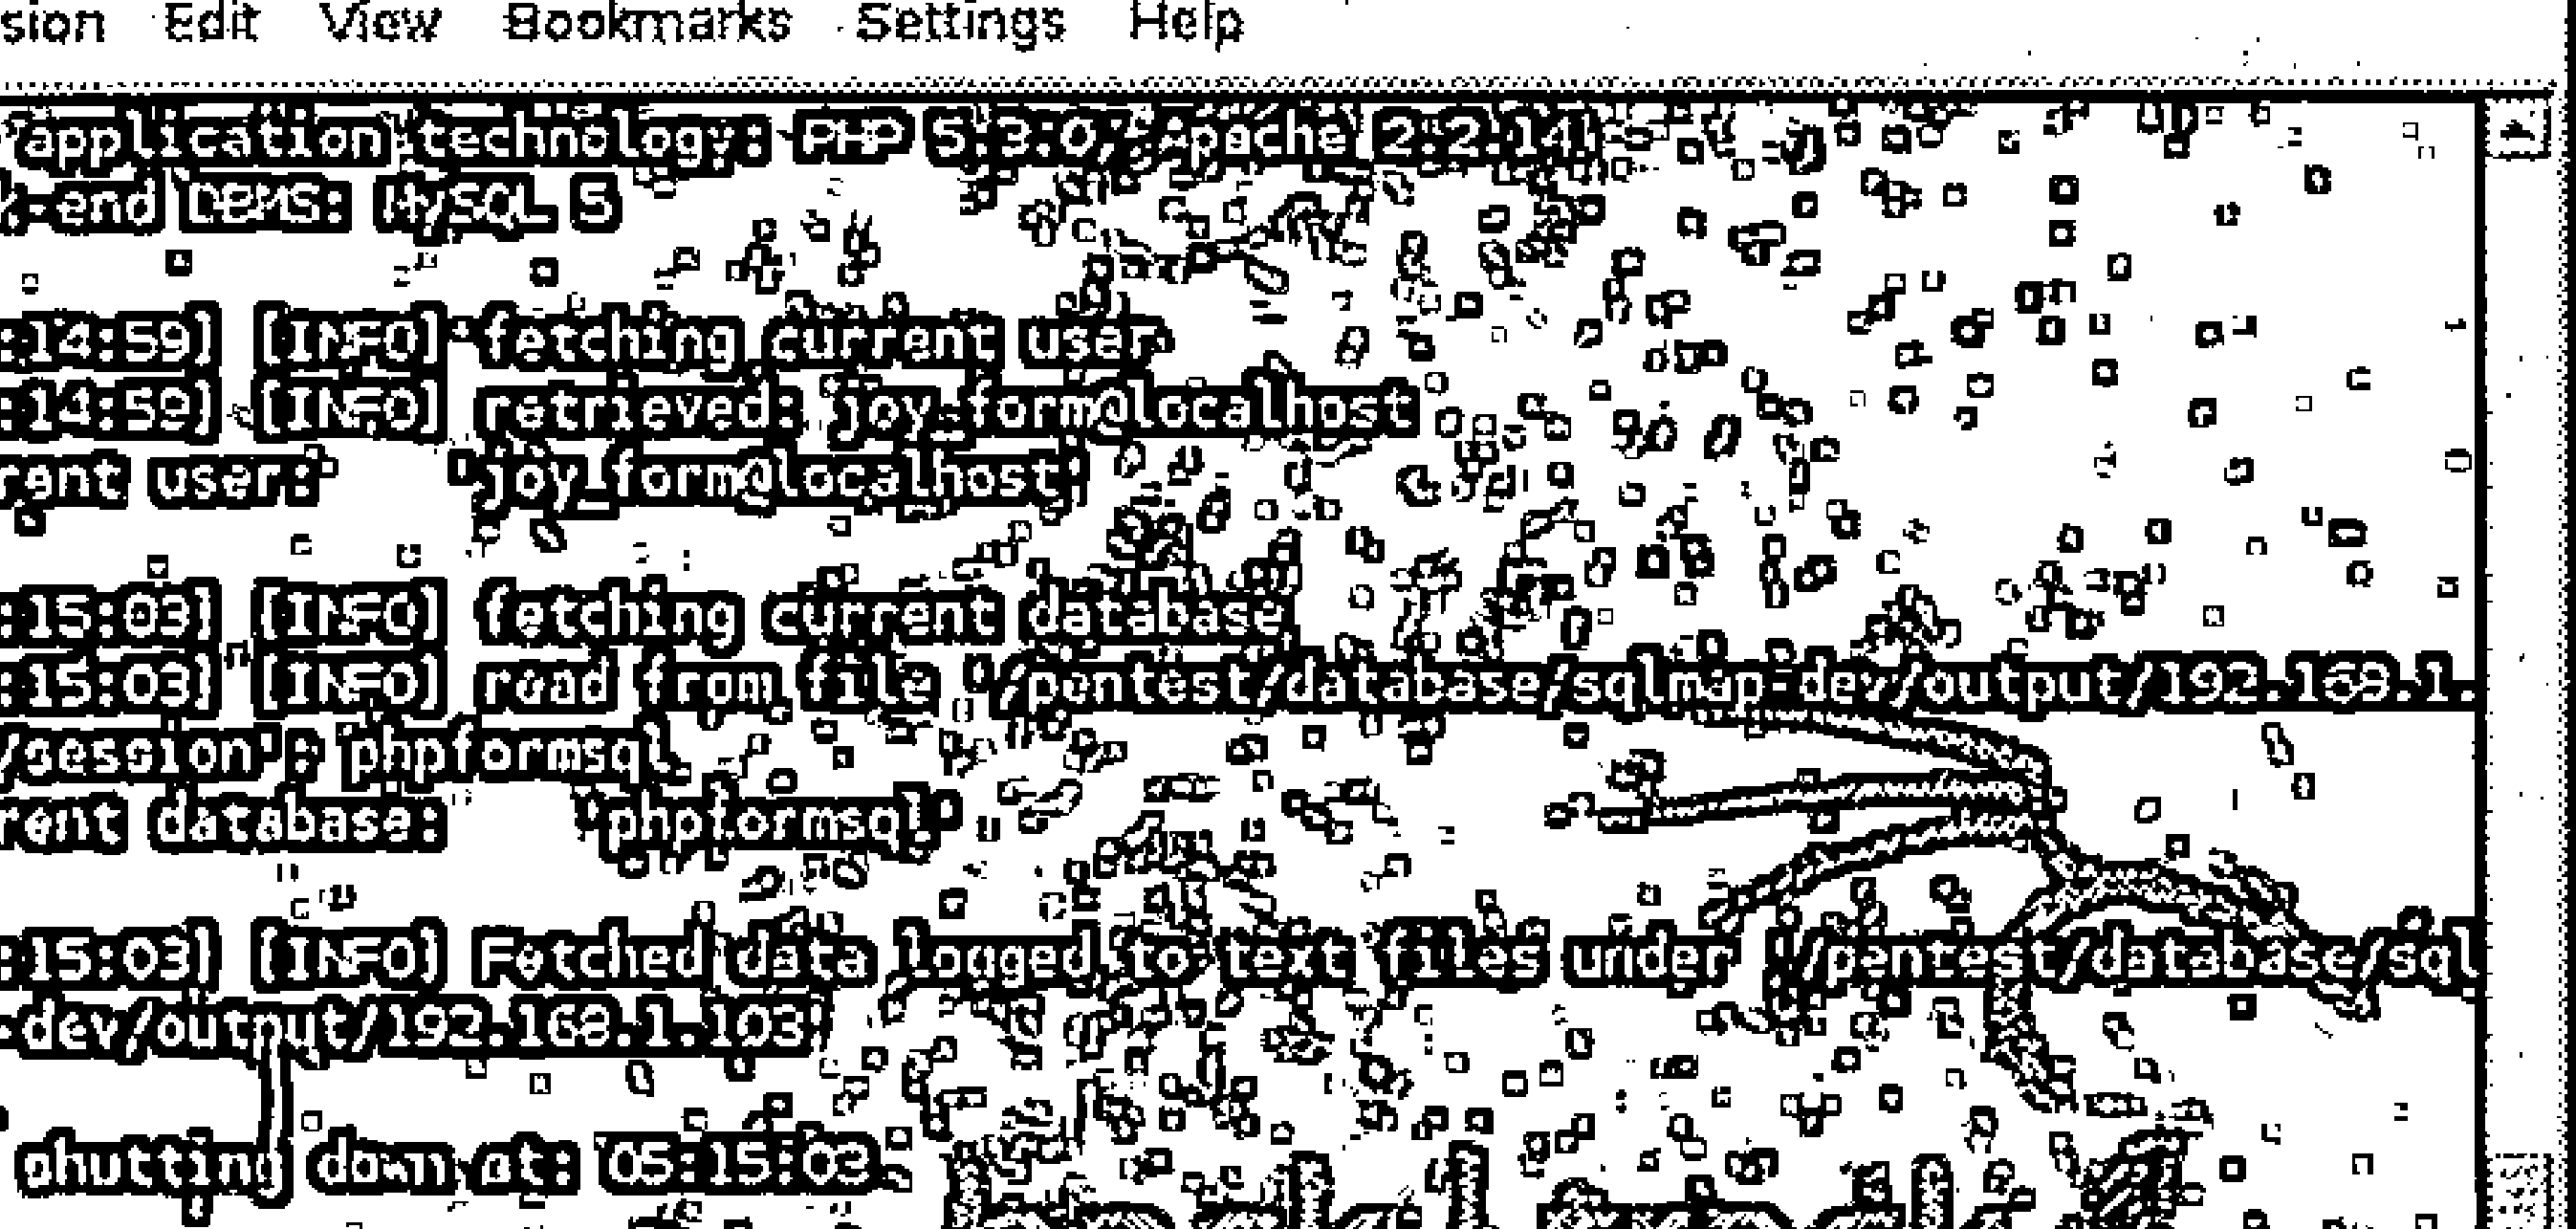 sion Edit View Bookmarks Settings Help
application technology: PHP 5.3.0, Apache 2.2.14
k-end DBMS: MySQL 5
:14:59] [INFO] fetching current user
:14:59] [INFO] retrieved: joy_form@localhost
rent user: 'joy_form@localhost'
:15:03] [INFO] fetching current database
:15:03] [INFO] read from file '/pentest/database/sqlmap-dev/output/192.168.1.
/session': phpformsql
rent database: 'phpformsql'
:15:03] [INFO] Fetched data logged to text files under '/pentest/database/sql
-dev/output/192.168.1.103'
shutting down at: 05:15:03